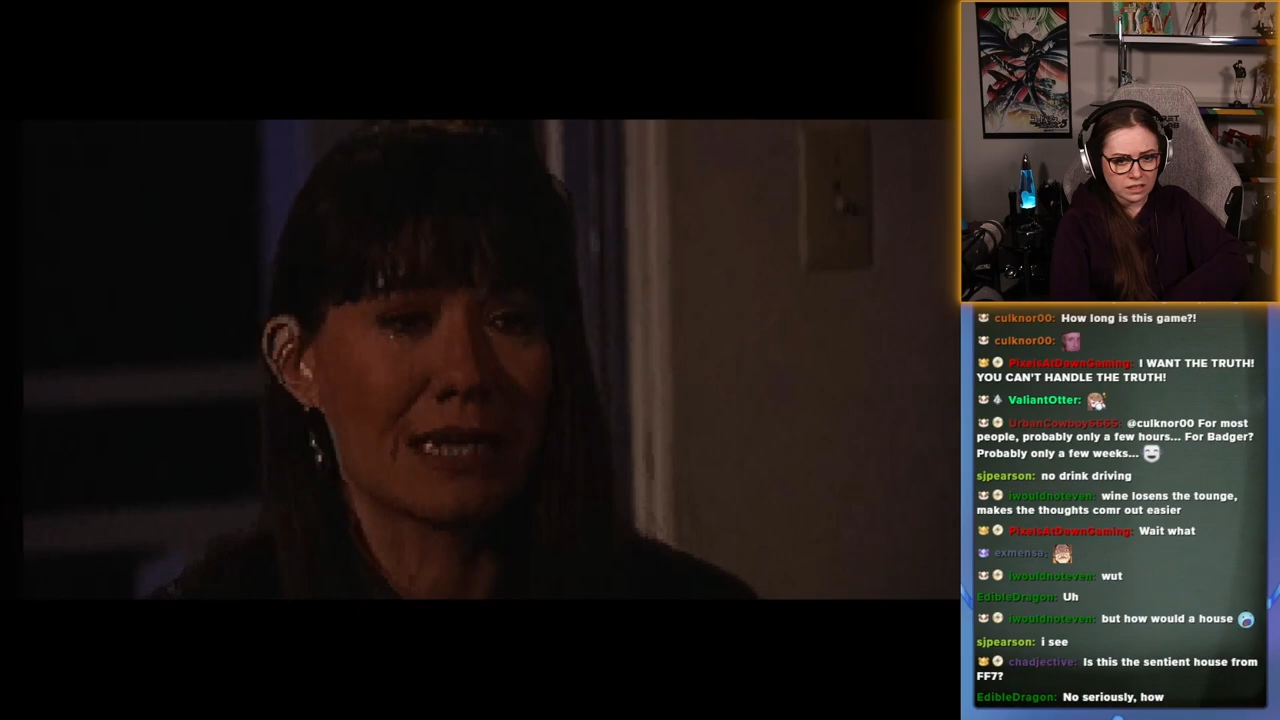 culknor00: How long is this game?!
culknor00:
PixelsAtDawnGaming: I WANT THE TRUTH!
YOU CAN'T HANDLE THE TRUTH!
ValiantOtter:
UrbanCowboy6666: @culknor00 For most
people, probably only a few hours... For Badger?
Probably only a few weeks...
sjpearson: no drink driving
iwouldnoteven: wine losens the tounge,
makes the thoughts comr out easier
PixelsAtDawnGaming: Wait what
exmensa:
iwouldnoteven: wut
EdibleDragon: Uh
iwouldnoteven: but how would a house
sjpearson: i see
chadjective: Is this the sentient house from
FF7?
EdibleDragon: No seriously, how